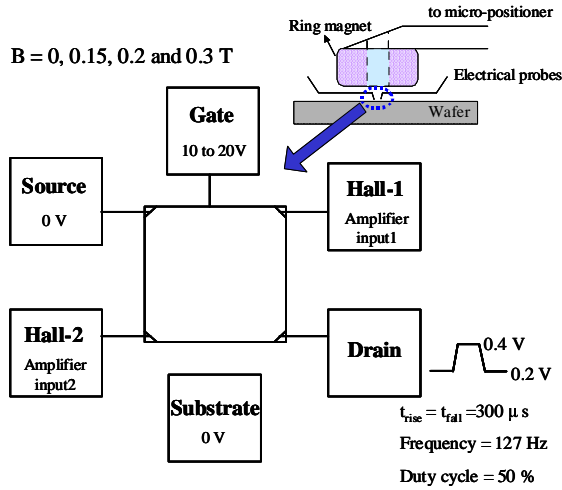 to micro-positioner
Ring magnet
B = 0, 0.15, 0.2 and 0.3 T
Electrical probes
Wafer
Gate
10 to 20V
Source
0 V
Hall-1
Amplifier
input1
Hall-2
Amplifier
input2
Drain
0.4 V
0.2 V
Substrate
0 V
t_rise = t_fall =300 μ s
Frequency = 127 Hz
Duty cycle = 50 %